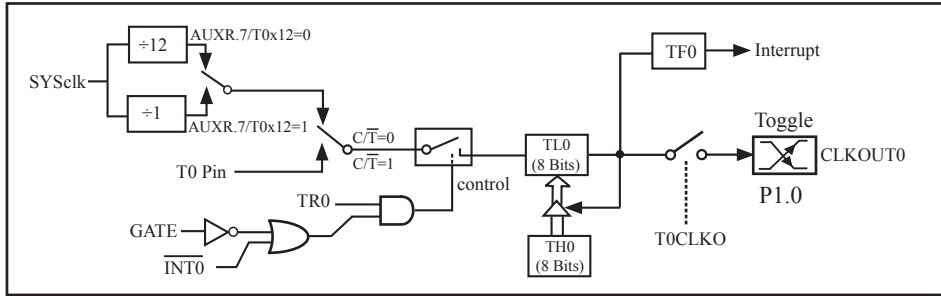 AUXR.7/T0x12=0
÷12
SYSclk
÷1
AUXR.7/T0x12=1
C/T̅=0
C/T̅=1
T0 Pin
control
TR0
GATE
I̅N̅T̅0̅
TL0
(8 Bits)
TH0
(8 Bits)
TF0
Interrupt
Toggle
CLKOUT0
P1.0
T0CLKO